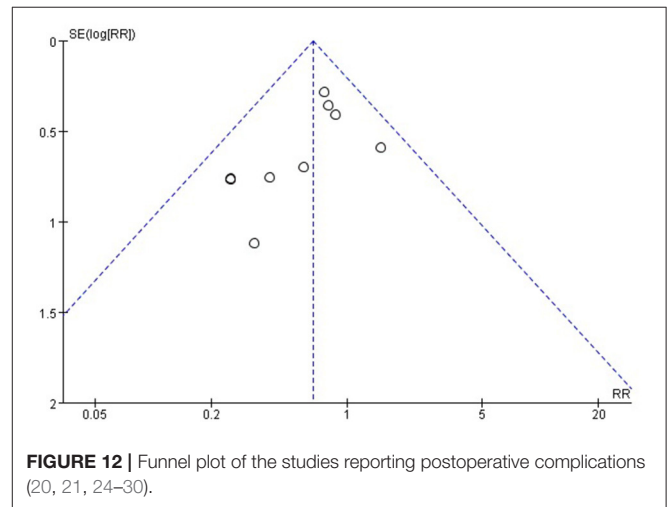 SE(log[RR])
0
0.5
1
1.5
2
RR
0.05 0.2 1 5 20
FIGURE 12 | Funnel plot of the studies reporting postoperative complications
(20, 21, 24–30).